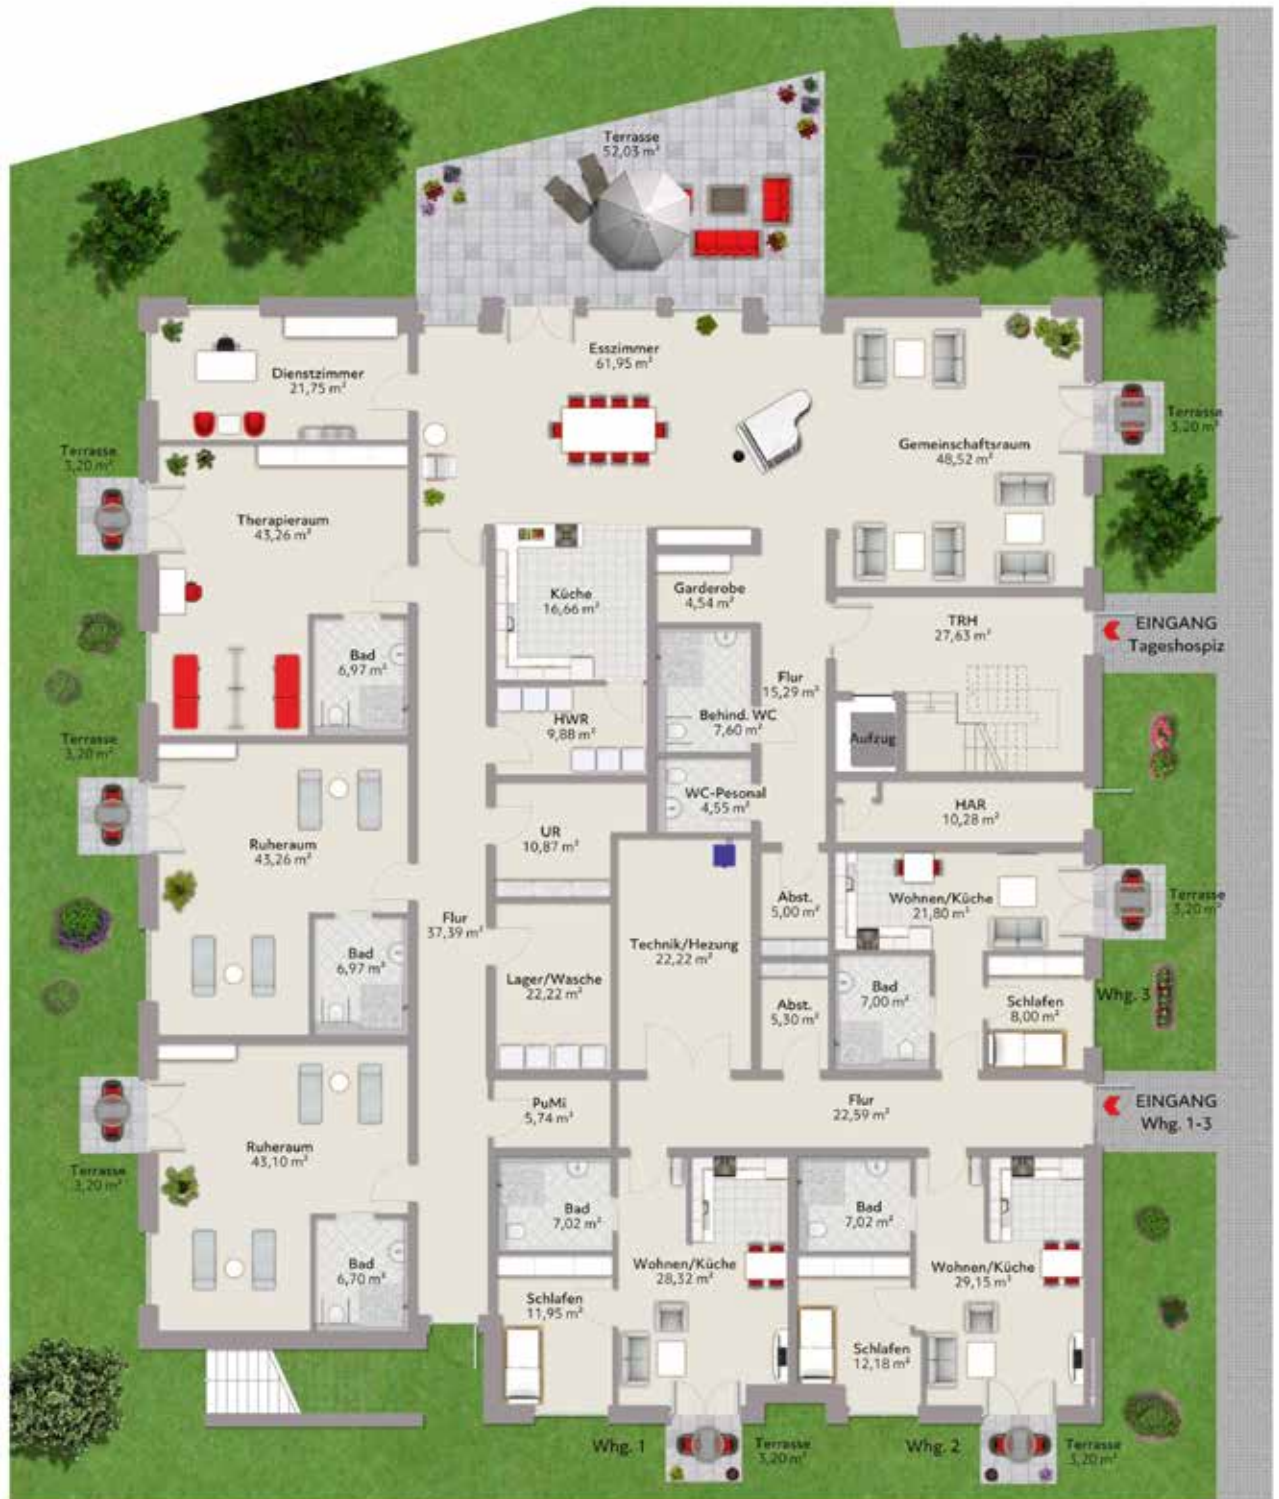 Terrasse
52,03 m²
Esszimmer
61,95 m²
Dienstzimmer
21,75 m²
Terrasse
3,20 m²
Gemeinschaftsraum
48,52 m²
Terrasse
3,20 m²
Therapieraum
43,26 m²
Küche
16,66 m²
Garderobe
4,54 m²
TRH
27,63 m²
EINGANG
Tageshospiz
Bad
6,97 m²
Flur
15,29 m²
Behind. WC
7,60 m²
HWR
9,88 m²
Aufzug
Terrasse
3,20 m²
WC-Pesonal
4,55 m²
HAR
10,28 m²
UR
10,87 m²
Ruheraum
43,26 m²
Flur
37,39 m²
Abst.
5,00 m²
Wohnen/Küche
21,80 m²
Terrasse
3,20 m²
Technik/Hezung
22,22 m²
Bad
6,97 m²
Lager/Wasche
22,22 m²
Bad
7,00 m²
Abst.
5,30 m²
Schlafen
8,00 m²
Whg. 3
PuMi
5,74 m²
Flur
22,59 m²
EINGANG
Whg. 1-3
Ruheraum
43,10 m²
Terrasse
3,20 m²
Bad
7,02 m²
Bad
7,02 m²
Bad
6,70 m²
Wohnen/Küche
28,32 m²
Wohnen/Küche
29,15 m²
Schlafen
11,95 m²
Schlafen
12,18 m²
Whg. 1
Terrasse
3,20 m²
Whg. 2
Terrasse
3,20 m²